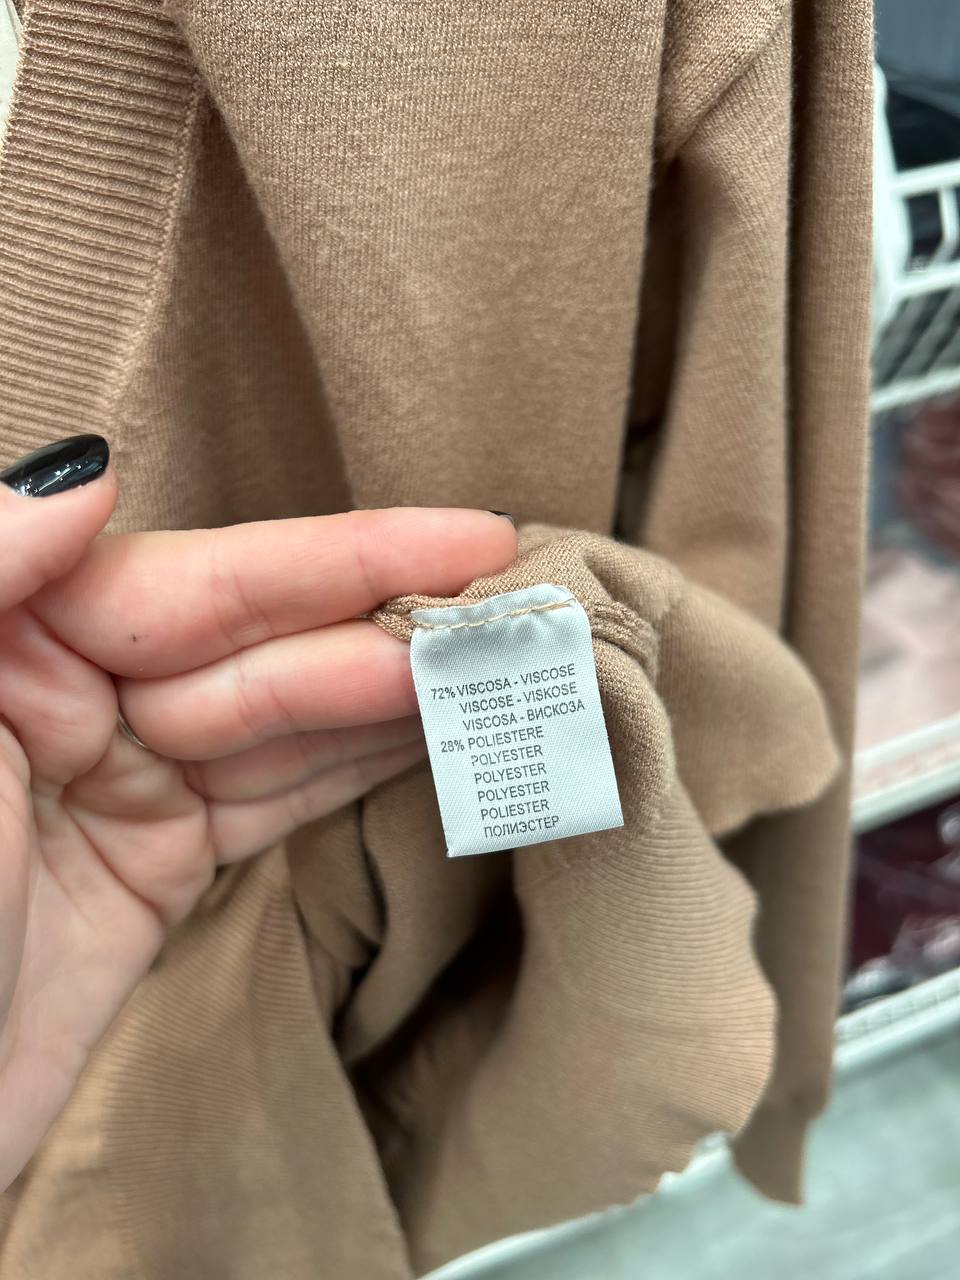 72% VISCOSA - VISCOSE
VISCOSE - VISKOSE
VISCOSA - ВИСКОЗА
28% POLIESTERE
POLYESTER
POLYESTER
POLYESTER
POLIESTER
ПОЛИЭСТЕР